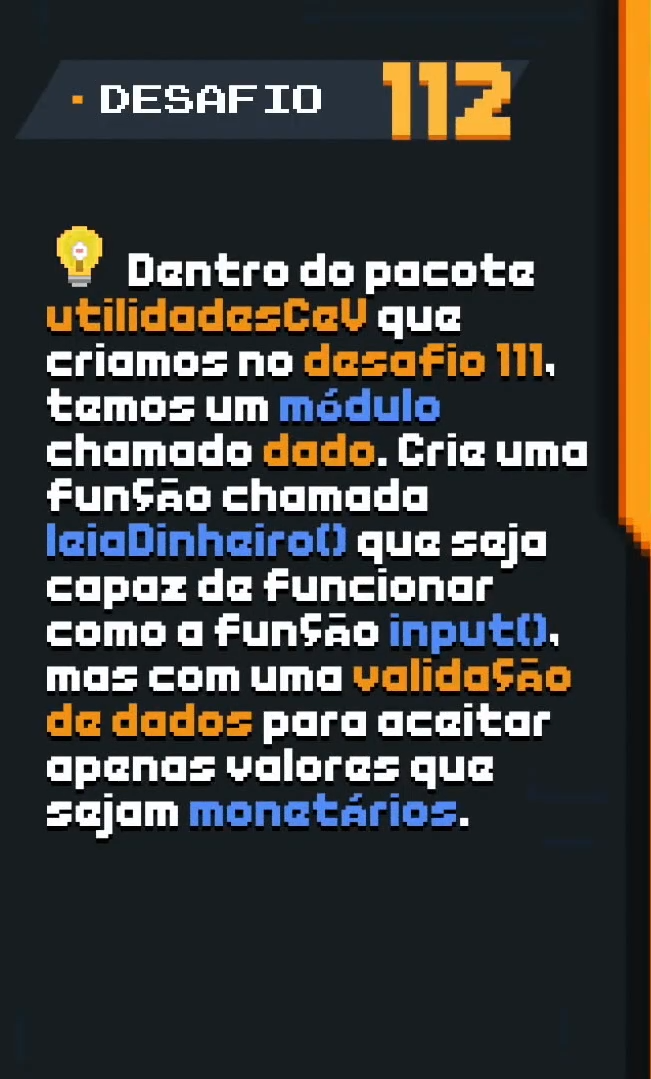 DESAFIO 112
Dentro do pacote
utilidadesCeV que
criamos no desafio 111,
temos um módulo
chamado dado. Crie uma
função chamada
leiaDinheiro() que seja
capaz de funcionar
como a função input(),
mas com uma validação
de dados para aceitar
apenas valores que
sejam monetários.